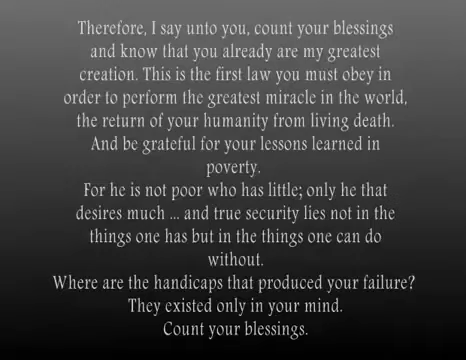 Therefore, I say unto you, count your blessings
and know that you already are my greatest
creation. This is the first law you must obey in
order to perform the greatest miracle in the world,
the return of your humanity from living death.
And be grateful for your lessons learned in
poverty.
For he is not poor who has little; only he that
desires much ... and true security lies not in the
things one has but in the things one can do
without.
Where are the handicaps that produced your failure?
They existed only in your mind.
Count your blessings.